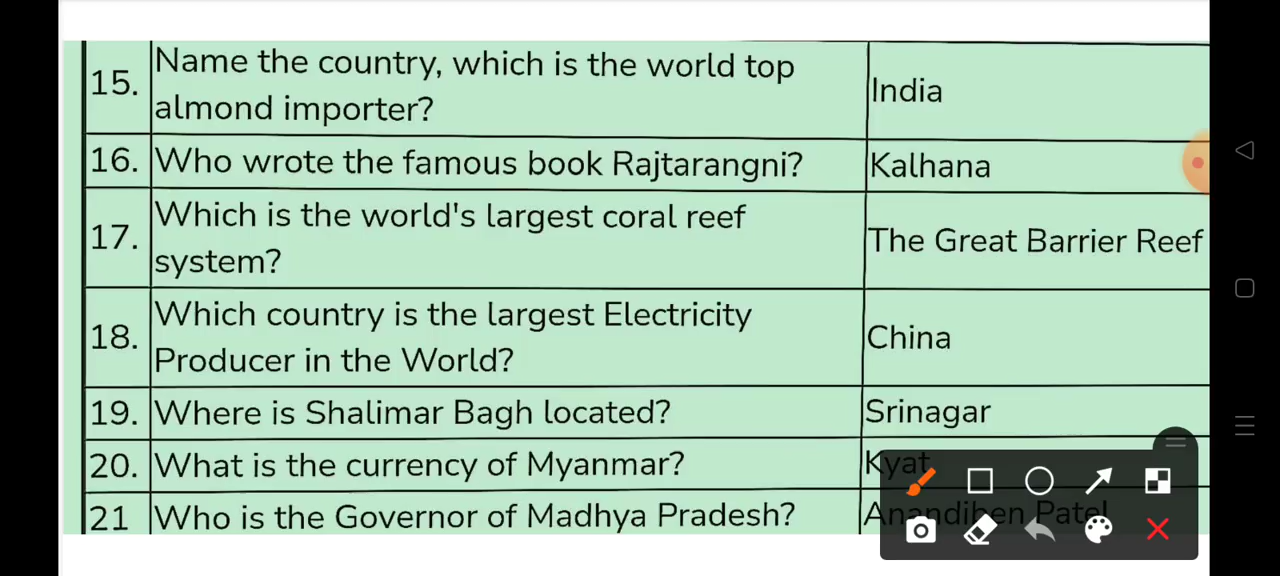 15. Name the country, which is the world top
almond importer? India
16. Who wrote the famous book Rajtarangni? Kalhana
17. Which is the world's largest coral reef
system? The Great Barrier Reef
18. Which country is the largest Electricity
Producer in the World? China
19. Where is Shalimar Bagh located? Srinagar
20. What is the currency of Myanmar? Kyat
21 Who is the Governor of Madhya Pradesh? Anandiben Patel